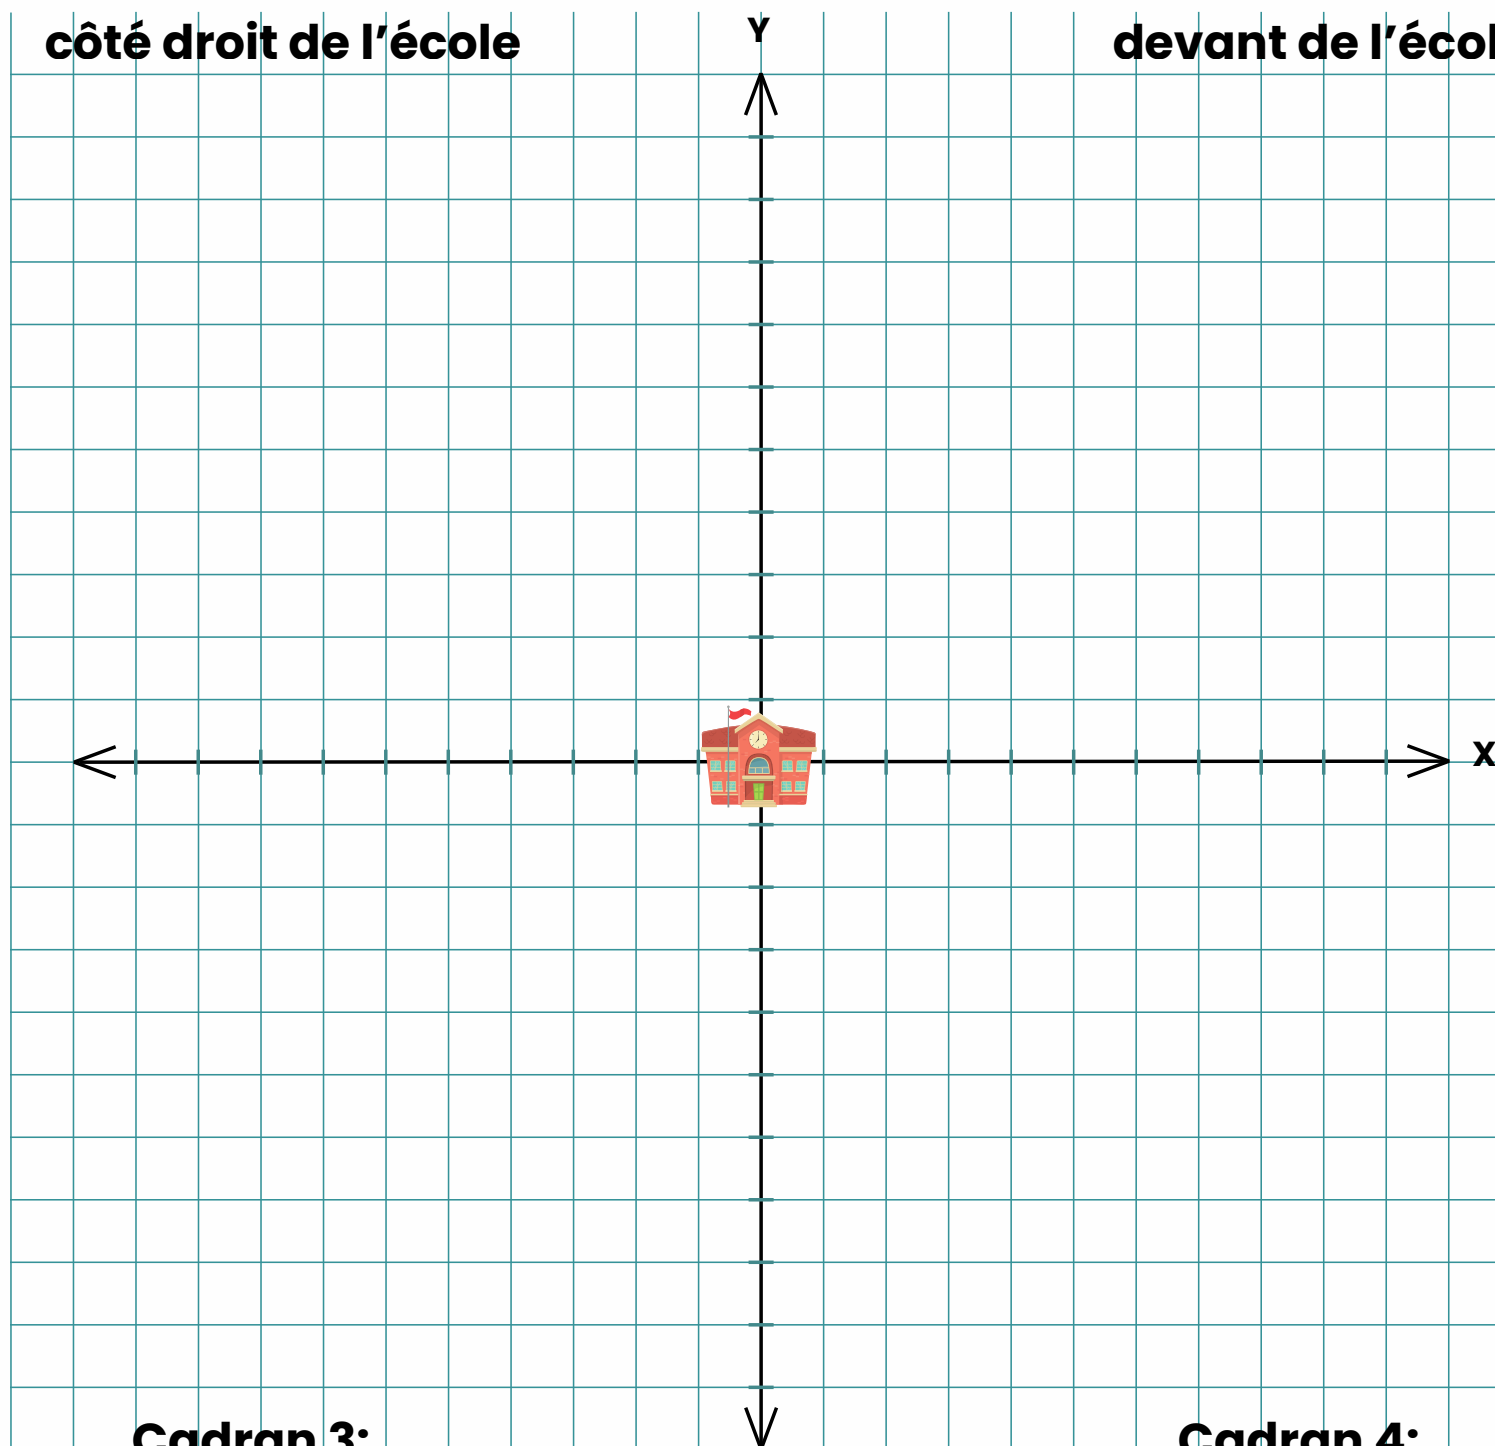 côté droit de l’école
Y
devant de l’écol
X
Cadran 3:
Cadran 4: